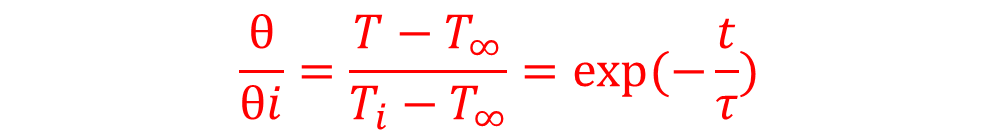 θ/θi = (T − T∞)/(Tᵢ − T∞) = exp(−t/τ)